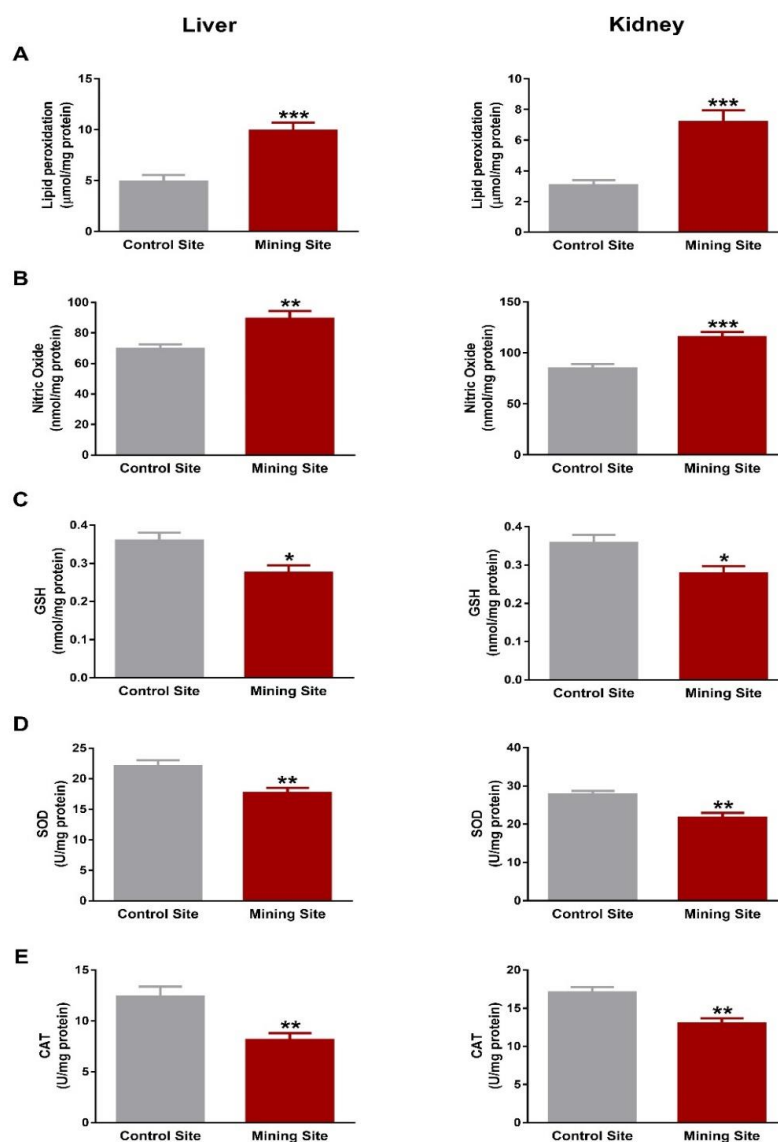 Liver
Kidney
A
Lipid peroxidation
(µmol/mg protein)
15
10
5
0
***
Control Site
Mining Site
Lipid peroxidation
(µmol/mg protein)
10
8
6
4
2
0
***
Control Site
Mining Site
B
Nitric Oxide
(nmol/mg protein)
100
80
60
40
20
0
**
Control Site
Mining Site
Nitric Oxide
(nmol/mg protein)
150
100
50
0
***
Control Site
Mining Site
C
GSH
(nmol/mg protein)
0.4
0.3
0.2
0.1
0.0
*
Control Site
Mining Site
GSH
(nmol/mg protein)
0.4
0.3
0.2
0.1
0.0
*
Control Site
Mining Site
D
SOD
(U/mg protein)
25
20
15
10
5
0
**
Control Site
Mining Site
SOD
(U/mg protein)
40
30
20
10
0
**
Control Site
Mining Site
E
CAT
(U/mg protein)
15
10
5
0
**
Control Site
Mining Site
CAT
(U/mg protein)
20
15
10
5
0
**
Control Site
Mining Site